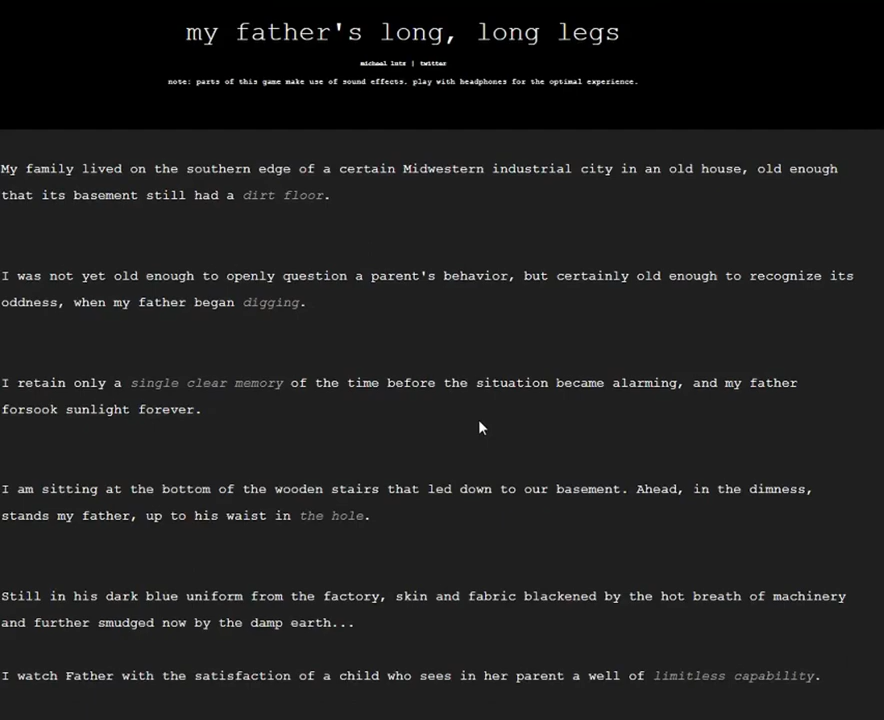 my father's long, long legs
michael lutz | twitter
note: parts of this game make use of sound effects. play with headphones for the optimal experience.
My family lived on the southern edge of a certain Midwestern industrial city in an old house, old enough
that its basement still had a dirt floor.
I was not yet old enough to openly question a parent's behavior, but certainly old enough to recognize its
oddness, when my father began digging.
I retain only a single clear memory of the time before the situation became alarming, and my father
forsook sunlight forever.
I am sitting at the bottom of the wooden stairs that led down to our basement. Ahead, in the dimness,
stands my father, up to his waist in the hole.
Still in his dark blue uniform from the factory, skin and fabric blackened by the hot breath of machinery
and further smudged now by the damp earth...
I watch Father with the satisfaction of a child who sees in her parent a well of limitless capability.